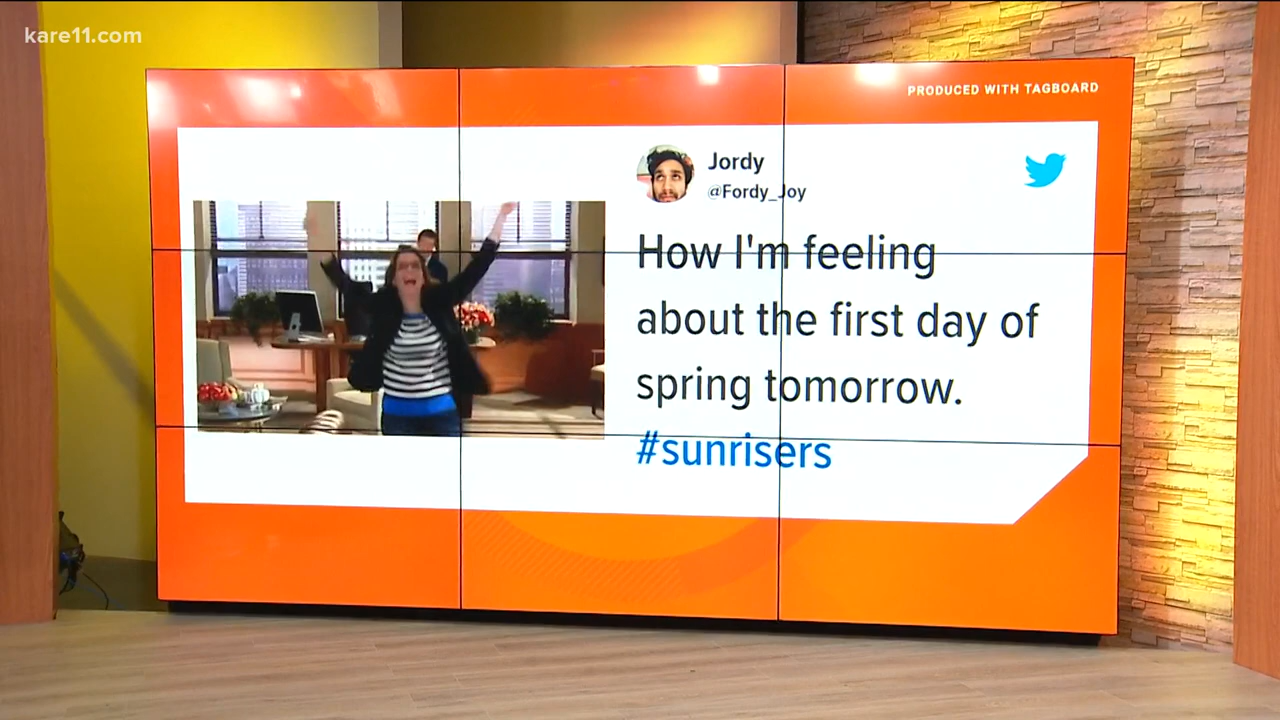 kare11.com
PRODUCED WITH TAGBOARD
Jordy
@Fordy_Joy
How I'm feeling
about the first day of
spring tomorrow.
#sunrisers